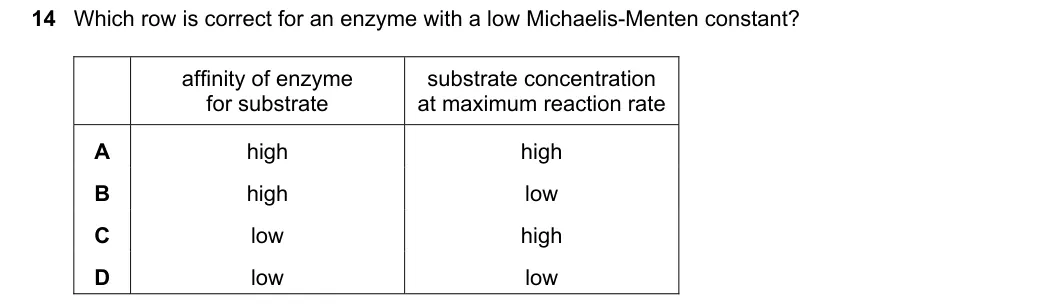 14 Which row is correct for an enzyme with a low Michaelis-Menten constant?
affinity of enzyme for substrate
substrate concentration at maximum reaction rate
A high high
B high low
C low high
D low low